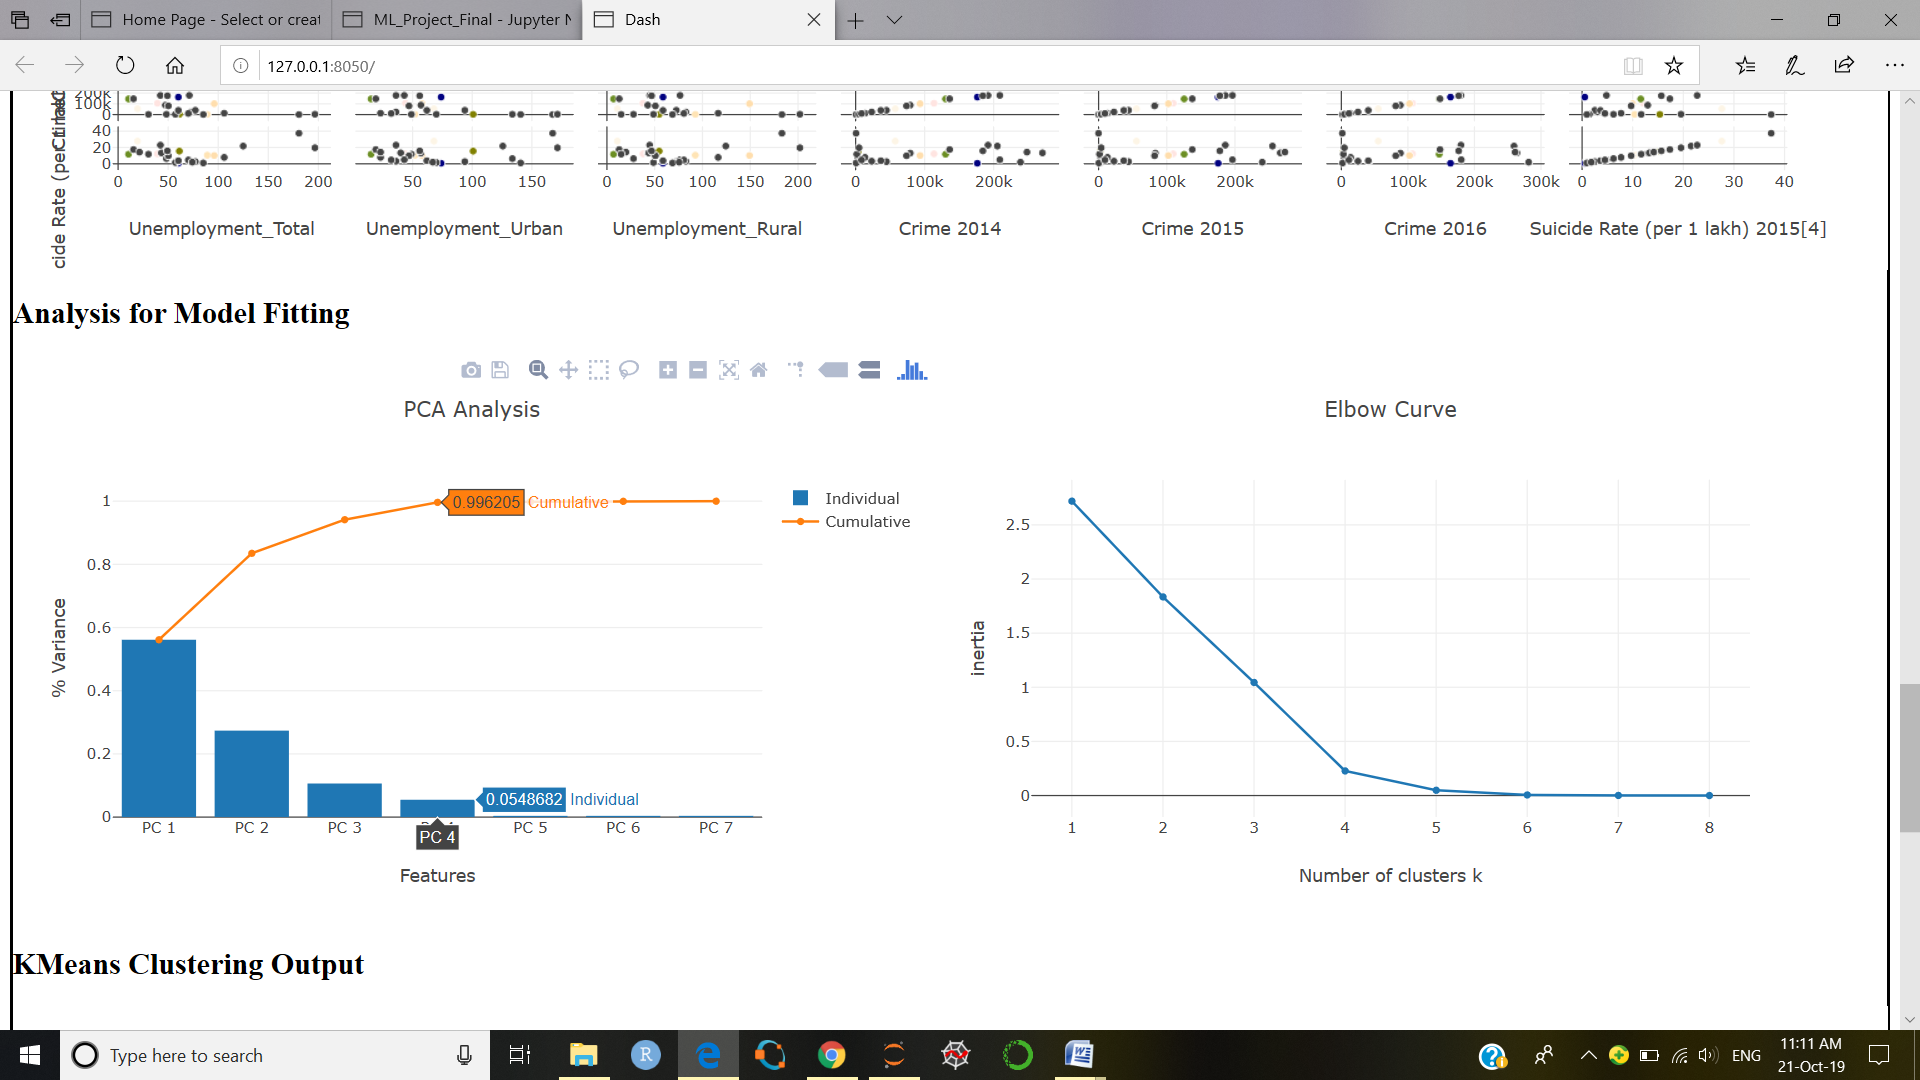 Home Page - Select or creat
ML_Project_Final - Jupyter N
Dash
127.0.0.1:8050/
200k
100k
0
40
20
0
cide Rate (per
0 50 100 150 200
50 100 150
0 50 100 150 200
0 100k 200k
0 100k 200k
0 100k 200k 300k
0 10 20 30 40
Unemployment_Total
Unemployment_Urban
Unemployment_Rural
Crime 2014
Crime 2015
Crime 2016
Suicide Rate (per 1 lakh) 2015[4]
Analysis for Model Fitting
PCA Analysis
1
0.8
0.6
0.4
0.2
0
% Variance
0.996205 Cumulative
0.0548682 Individual
PC 1 PC 2 PC 3 PC 5 PC 6 PC 7
PC 4
Features
Individual
Cumulative
Elbow Curve
2.5
2
1.5
1
0.5
0
inertia
1 2 3 4 5 6 7 8
Number of clusters k
KMeans Clustering Output
Type here to search
R
ENG
11:11 AM
21-Oct-19